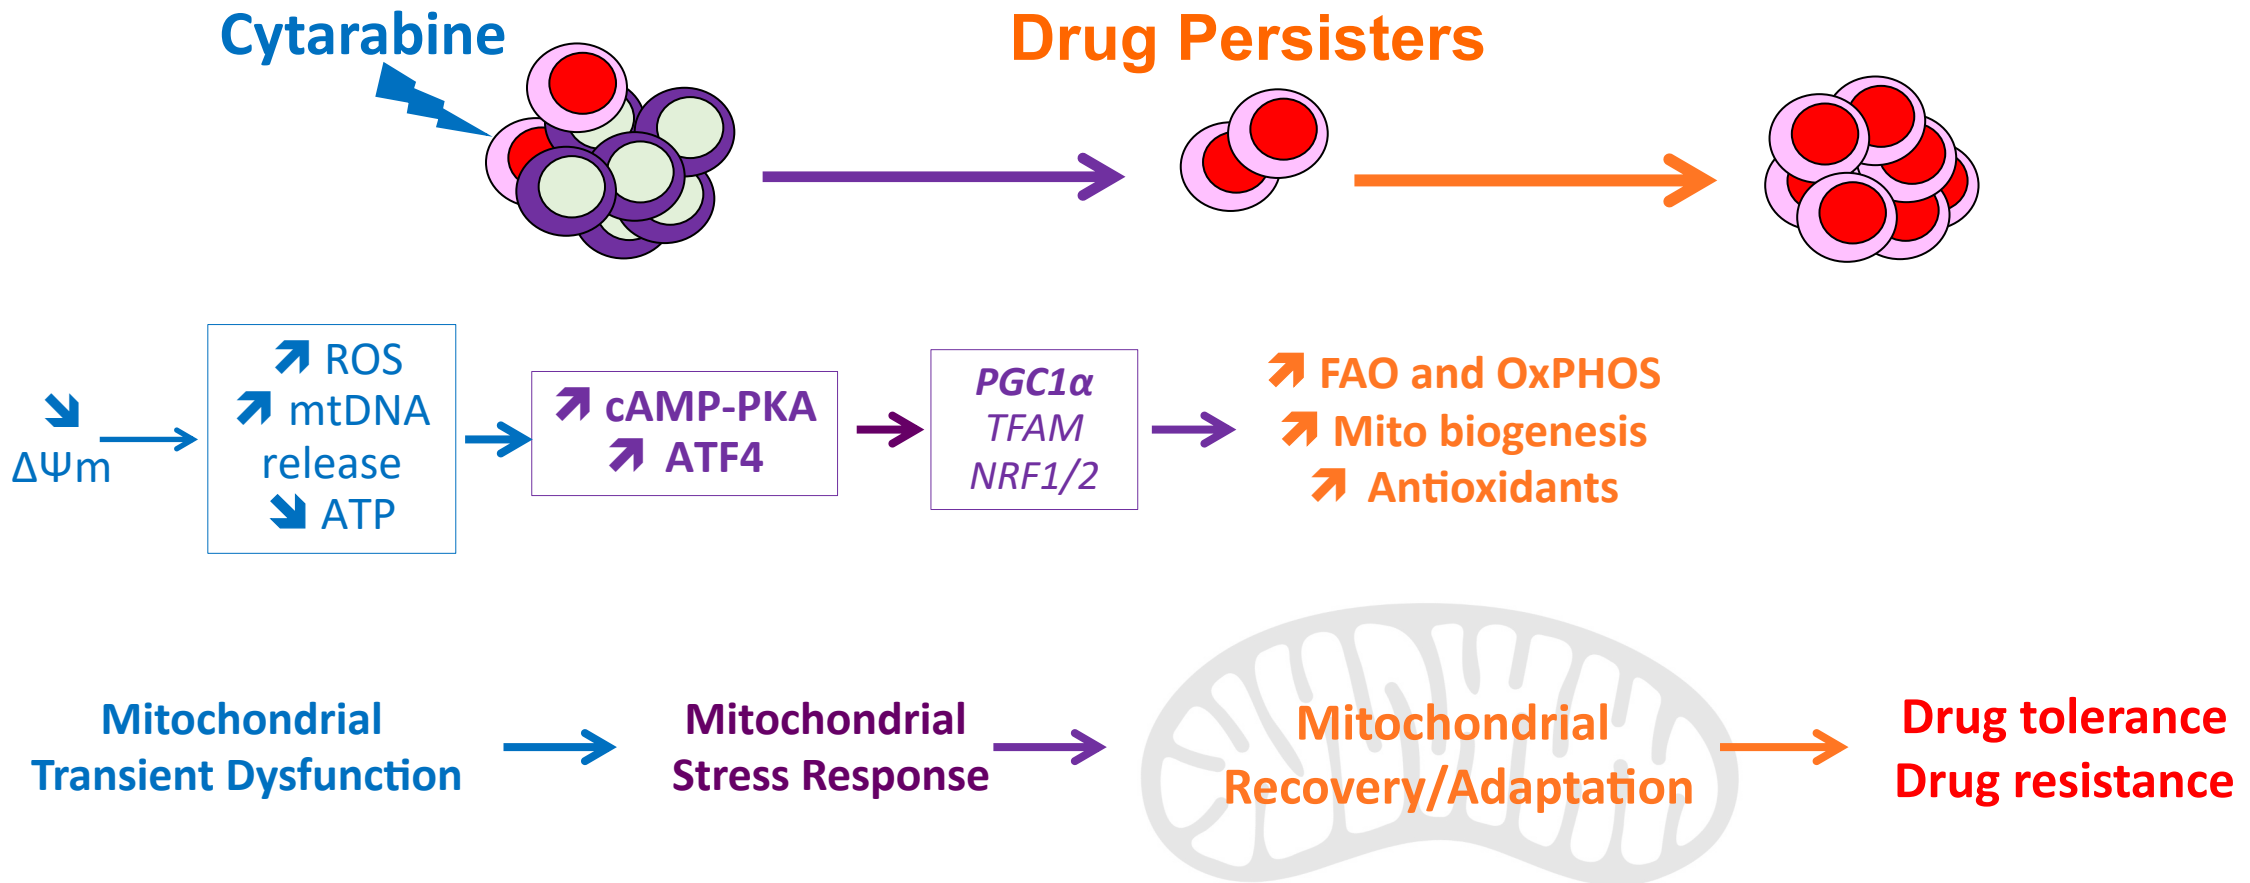 Cytarabine
Drug Persisters
ΔΨm
ROS
mtDNA
release
ATP
cAMP-PKA
ATF4
PGC1α
TFAM
NRF1/2
FAO and OxPHOS
Mito biogenesis
Antioxidants
Mitochondrial
Transient Dysfunction
Mitochondrial
Stress Response
Mitochondrial
Recovery/Adaptation
Drug tolerance
Drug resistance